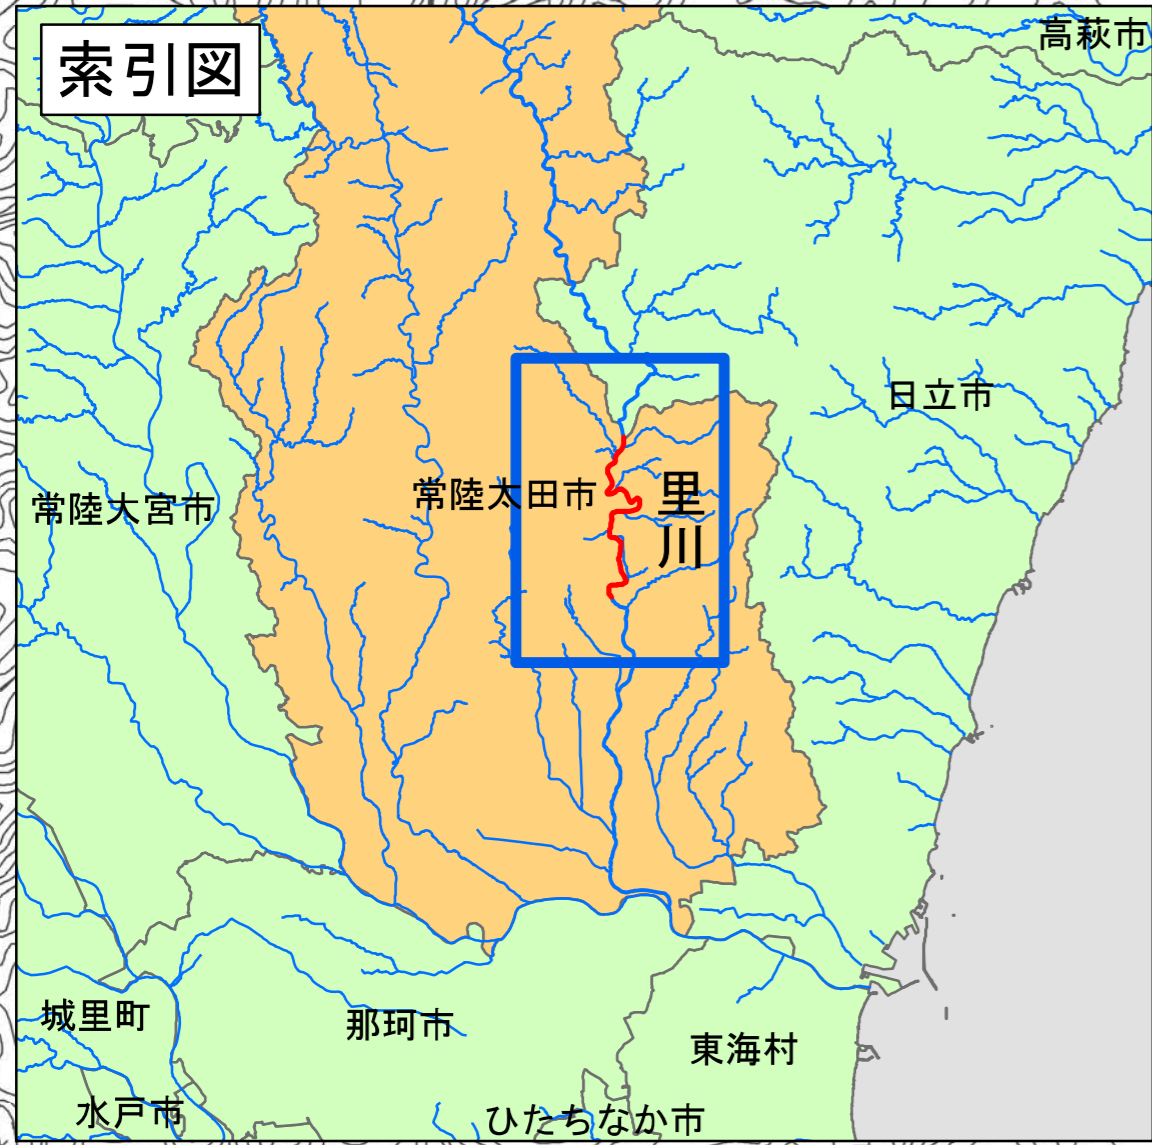 索引図
高萩市
日立市
常陸太田市
里川
常陸大宮市
城里町
那珂市
東海村
水戸市
ひたちなか市